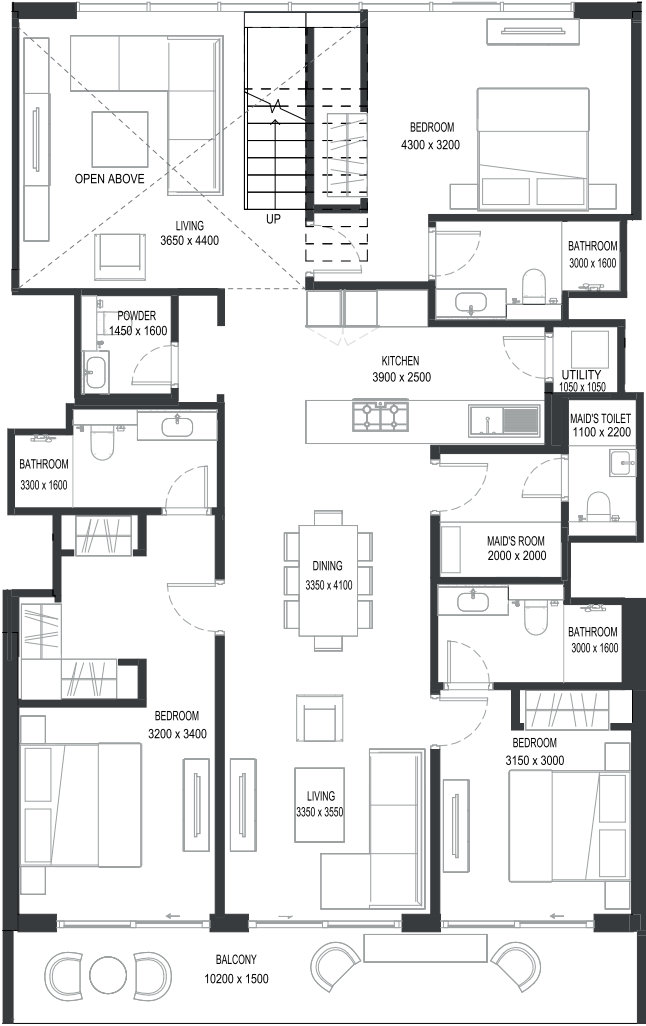 BEDROOM
4300 x 3200
OPEN ABOVE
UP
LIVING
3650 x 4400
BATHROOM
3000 x 1600
POWDER
1450 x 1600
KITCHEN
3900 x 2500
UTILITY
1050 x 1050
MAID'S TOILET
1100 x 2200
BATHROOM
3300 x 1600
MAID'S ROOM
2000 x 2000
DINING
3350 x 4100
BATHROOM
3000 x 1600
BEDROOM
3200 x 3400
BEDROOM
3150 x 3000
LIVING
3350 x 3550
BALCONY
10200 x 1500